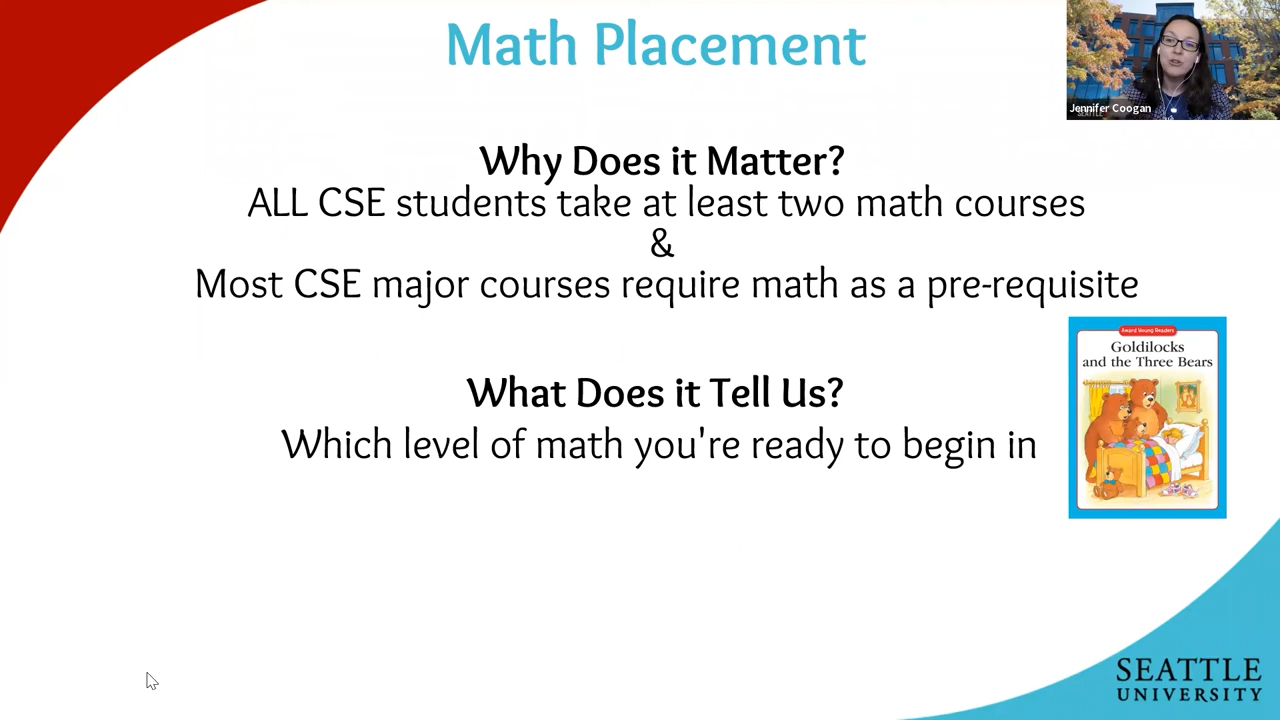 Math Placement
Jennifer Coogan
SEATTLE
Why Does it Matter?
ALL CSE students take at least two math courses
&
Most CSE major courses require math as a pre-requisite
Award Young Readers
Goldilocks
and the Three Bears
What Does it Tell Us?
Which level of math you're ready to begin in
SEATTLE
UNIVERSITY